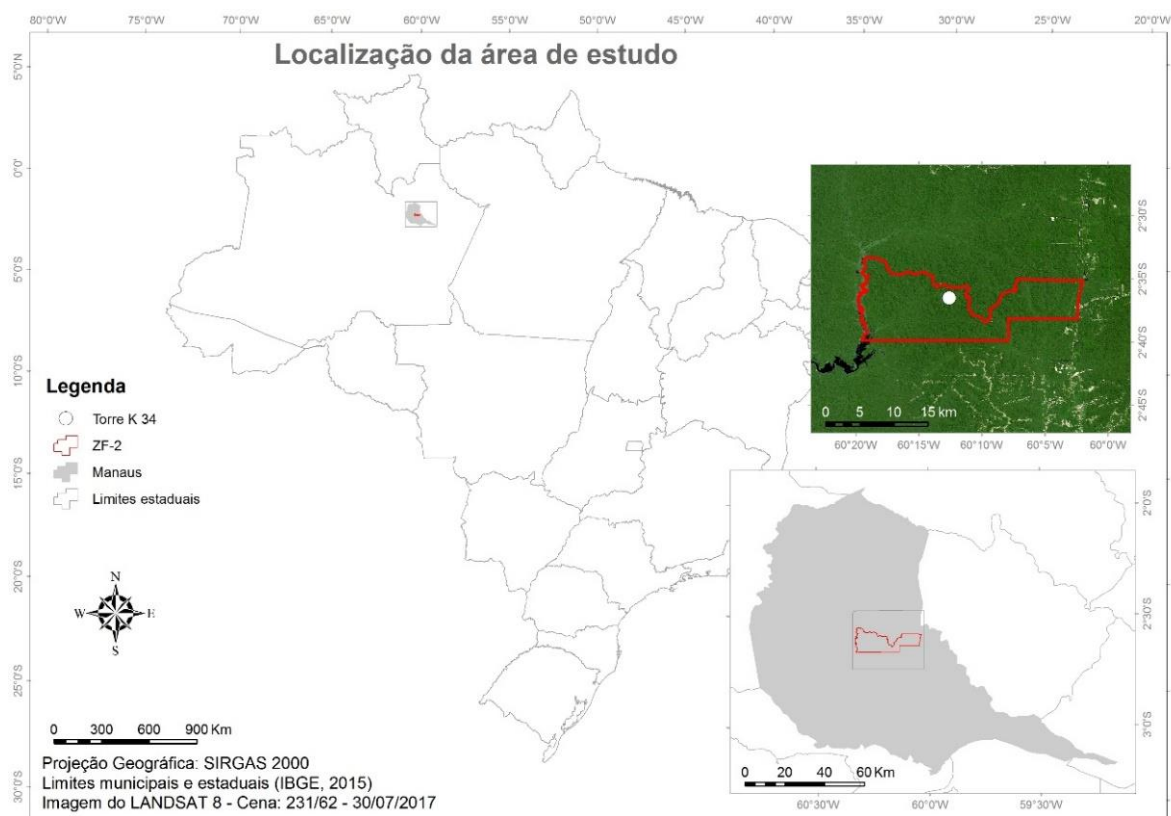 80°0'W 75°0'W 70°0'W 65°0'W 60°0'W 55°0'W 50°0'W 45°0'W 40°0'W 35°0'W 30°0'W 25°0'W 20°0'W
Localização da área de estudo
5°0'N
0°0'
5°0'S
10°0'S
15°0'S
20°0'S
25°0'S
30°0'S
2°30'S
2°35'S
2°40'S
2°45'S
0 5 10 15 km
60°20'W 60°15'W 60°10'W 60°5'W 60°0'W
Legenda
Torre K 34
ZF-2
Manaus
Limites estaduais
N
W E
S
2°0'S
2°30'S
3°0'S
0 20 40 60 Km
60°30'W 60°0'W 59°30'W
0 300 600 900 Km
Projeção Geográfica: SIRGAS 2000
Limites municipais e estaduais (IBGE, 2015)
Imagem do LANDSAT 8 - Cena: 231/62 - 30/07/2017